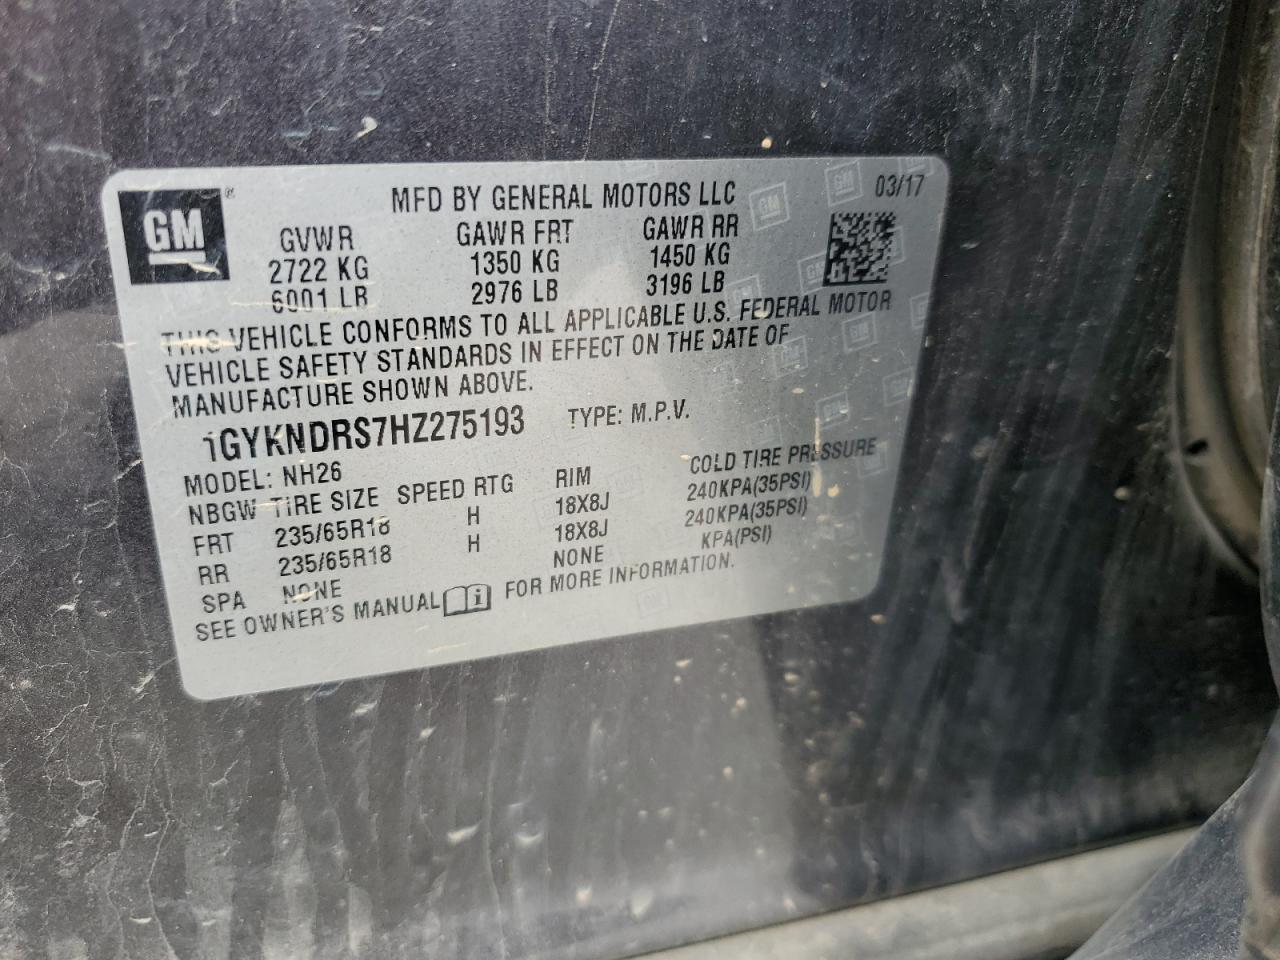 GM ®
MFD BY GENERAL MOTORS LLC 03/17
GVWR GAWR FRT GAWR RR
2722 KG 1350 KG 1450 KG
6001 LB 2976 LB 3196 LB
THIS VEHICLE CONFORMS TO ALL APPLICABLE U.S. FEDERAL MOTOR
VEHICLE SAFETY STANDARDS IN EFFECT ON THE DATE OF
MANUFACTURE SHOWN ABOVE.
1GYKNDRS7HZ275193 TYPE: M.P.V.
MODEL: NH26
NBGW TIRE SIZE SPEED RTG RIM COLD TIRE PRESSURE
FRT 235/65R18 H 18X8J 240KPA(35PSI)
RR 235/65R18 H 18X8J 240KPA(35PSI)
SPA NONE NONE KPA(PSI)
SEE OWNER'S MANUAL i FOR MORE INFORMATION.